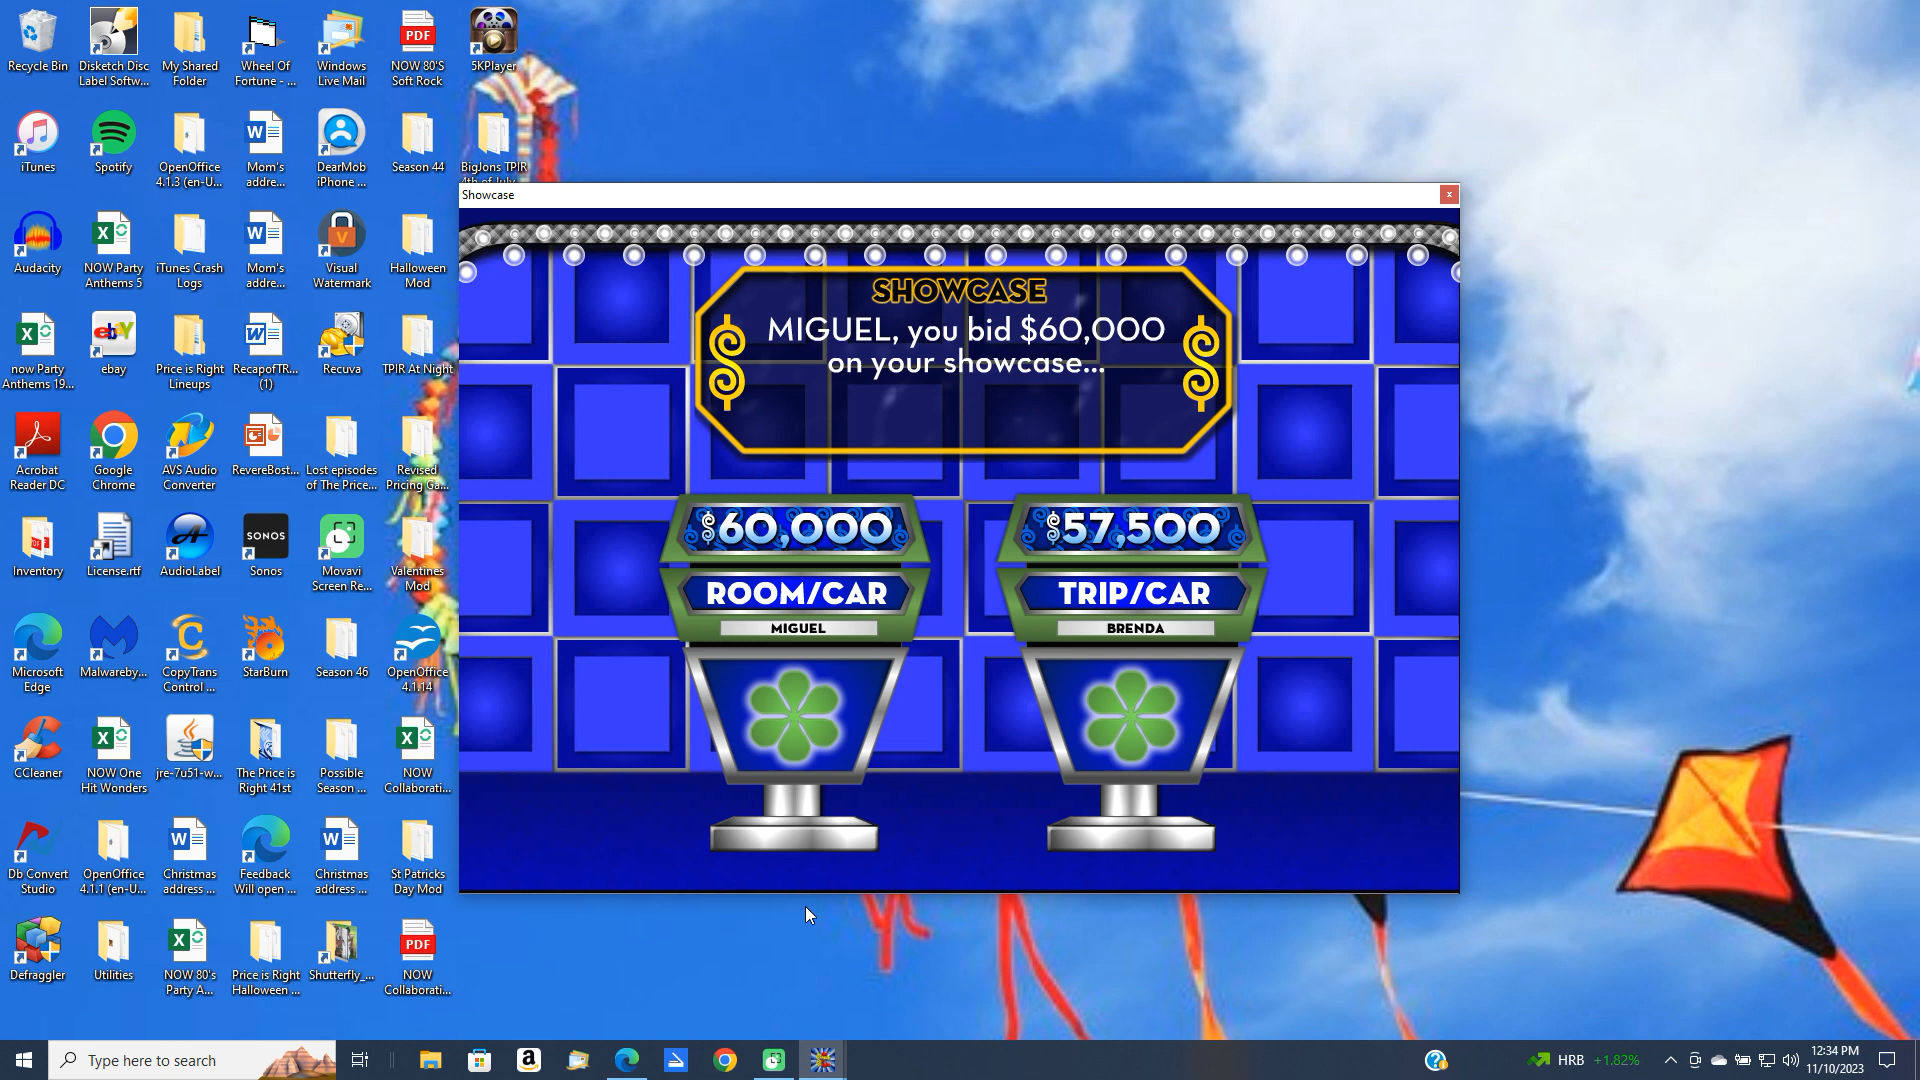 Recycle Bin
Disketch Disc
Label Softw...
My Shared
Folder
Wheel Of
Fortune - ...
Windows
Live Mail
PDF
NOW 80'S
Soft Rock
5KPlayer
iTunes
Spotify
OpenOffice
4.1.3 (en-U...
Mom's
addre...
DearMob
iPhone ...
Season 44
BigJons TPIR
4th of July
Audacity
NOW Party
Anthems 5
iTunes Crash
Logs
Mom's
addre...
Visual
Watermark
Halloween
Mod
now Party
Anthems 19...
ebay
Price is Right
Lineups
RecapofTR...
(1)
Recuva
TPIR At Night
Acrobat
Reader DC
Google
Chrome
AVS Audio
Converter
RevereBost...
Lost episodes
of The Price...
Revised
Pricing Ga...
Inventory
License.rtf
AudioLabel
SONOS
Sonos
Movavi
Screen Re...
Valentines
Mod
Microsoft
Edge
Malwareby...
CopyTrans
Control ...
StarBurn
Season 46
OpenOffice
4.1.14
CCleaner
NOW One
Hit Wonders
jre-7u51-w...
The Price is
Right 41st
Possible
Season ...
NOW
Collaborati...
Db Convert
Studio
OpenOffice
4.1.1 (en-U...
Christmas
address ...
Feedback
Will open ...
Christmas
address ...
St Patricks
Day Mod
Defraggler
Utilities
NOW 80's
Party A...
Price is Right
Halloween ...
Shutterfly_...
PDF
NOW
Collaborati...
Showcase
SHOWCASE
MIGUEL, you bid $60,000
on your showcase...
$60,000
ROOM/CAR
MIGUEL
$57,500
TRIP/CAR
BRENDA
Type here to search
HRB +1.82%
12:34 PM
11/10/2023